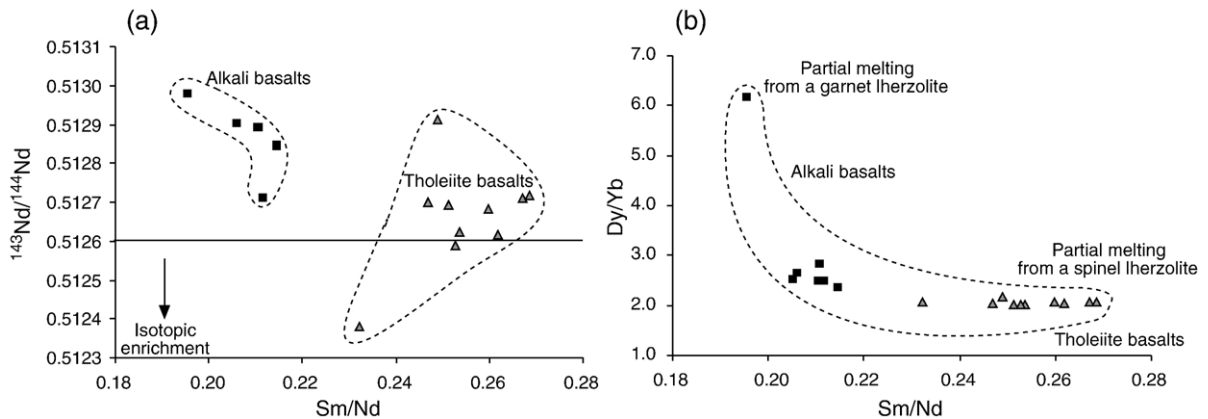 (a)
0.5131
0.5130
0.5129
0.5128
0.5127
0.5126
0.5125
0.5124
0.5123
143Nd/144Nd
Alkali basalts
Tholeiite basalts
Isotopic
enrichment
0.18 0.20 0.22 0.24 0.26 0.28
Sm/Nd
(b)
7.0
6.0
5.0
4.0
3.0
2.0
1.0
Dy/Yb
Partial melting
from a garnet lherzolite
Alkali basalts
Partial melting
from a spinel lherzolite
Tholeiite basalts
0.18 0.20 0.22 0.24 0.26 0.28
Sm/Nd